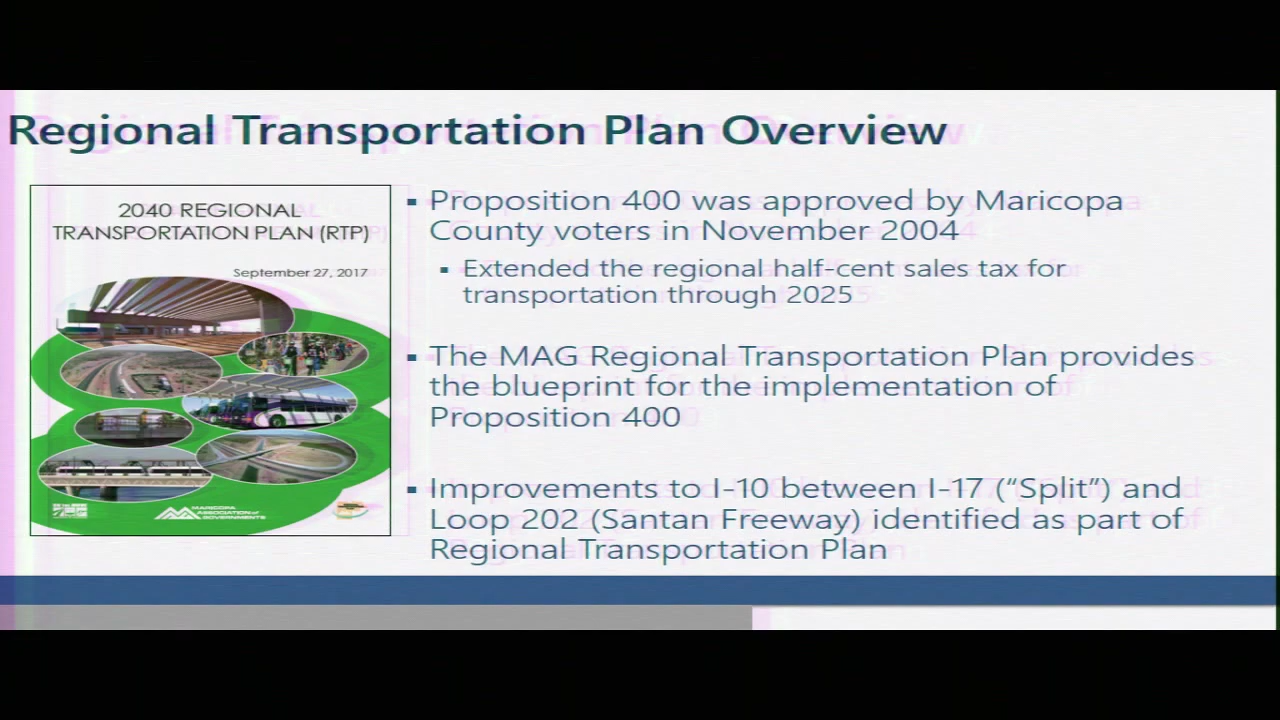 Regional Transportation Plan Overview
2040 REGIONAL
TRANSPORTATION PLAN (RTP)
September 27, 2017
MARICOPA
ASSOCIATION of
GOVERNMENTS
▪ Proposition 400 was approved by Maricopa
County voters in November 2004
▪ Extended the regional half-cent sales tax for
transportation through 2025
▪ The MAG Regional Transportation Plan provides
the blueprint for the implementation of
Proposition 400
▪ Improvements to I-10 between I-17 (“Split”) and
Loop 202 (Santan Freeway) identified as part of
Regional Transportation Plan